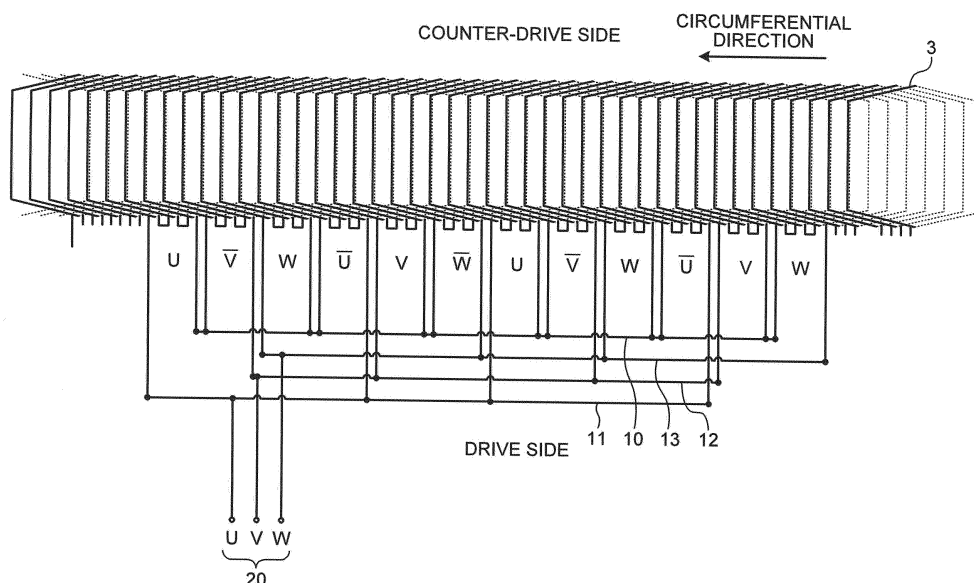 COUNTER-DRIVE SIDE
CIRCUMFERENTIAL
DIRECTION
3
U V̅ W U̅ V W̅ U V̅ W U̅ V W
11 10 13 12
DRIVE SIDE
U V W
20